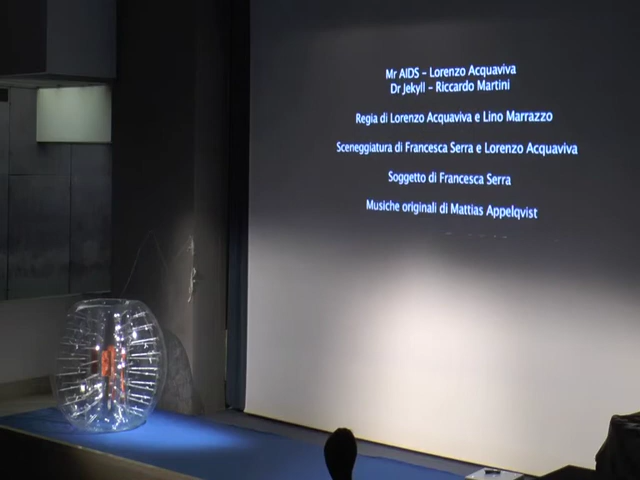 Mr AIDS – Lorenzo Acquaviva
Dr Jekyll – Riccardo Martini
Regia di Lorenzo Acquaviva e Lino Marrazzo
Sceneggiatura di Francesca Serra e Lorenzo Acquaviva
Soggetto di Francesca Serra
Musiche originali di Mattias Appelqvist